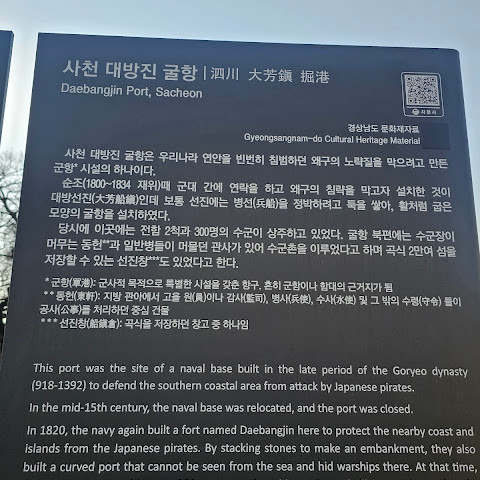 사천 대방진 굴항 | 泗川 大芳鎭 掘港
Daebangjin Port, Sacheon
사천시
경상남도 문화재자료
Gyeongsangnam-do Cultural Heritage Material
사천 대방진 굴항은 우리나라 연안을 빈번히 침범하던 왜구의 노략질을 막으려고 만든
군항* 시설의 하나이다.
순조(1800~1834 재위)때 군대 간에 연락을 하고 왜구의 침략을 막고자 설치한 것이
대방선진(大芳船鎭)인데 보통 선진에는 병선(兵船)을 정박하려고 둑을 쌓아, 활처럼 굽은
모양의 굴항을 설치하였다.
당시에 이곳에는 전함 2척과 300명의 수군이 상주하고 있었다. 굴항 북편에는 수군장이
머무는 동헌**과 일반병들이 머물던 관사가 있어 수군촌을 이루었다고 하며 곡식 2만여 섬을
저장할 수 있는 선진창***도 있었다고 한다.
* 군항(軍港): 군사적 목적으로 특별한 시설을 갖춘 항구. 흔히 군항이나 함대의 근거지가 됨
** 동헌(東軒): 지방 관아에서 고을 원(員)이나 감사(監司), 병사(兵使), 수사(水使) 및 그 밖의 수령(守令) 들이
공사(公事)를 처리하던 중심 건물
*** 선진창(船鎭倉): 곡식을 저장하던 창고 중 하나임
This port was the site of a naval base built in the late period of the Goryeo dynasty
(918-1392) to defend the southern coastal area from attack by Japanese pirates.
In the mid-15th century, the naval base was relocated, and the port was closed.
In 1820, the navy again built a fort named Daebangjin here to protect the nearby coast and
islands from the Japanese pirates. By stacking stones to make an embankment, they also
built a curved port that cannot be seen from the sea and hid warships there. At that time,